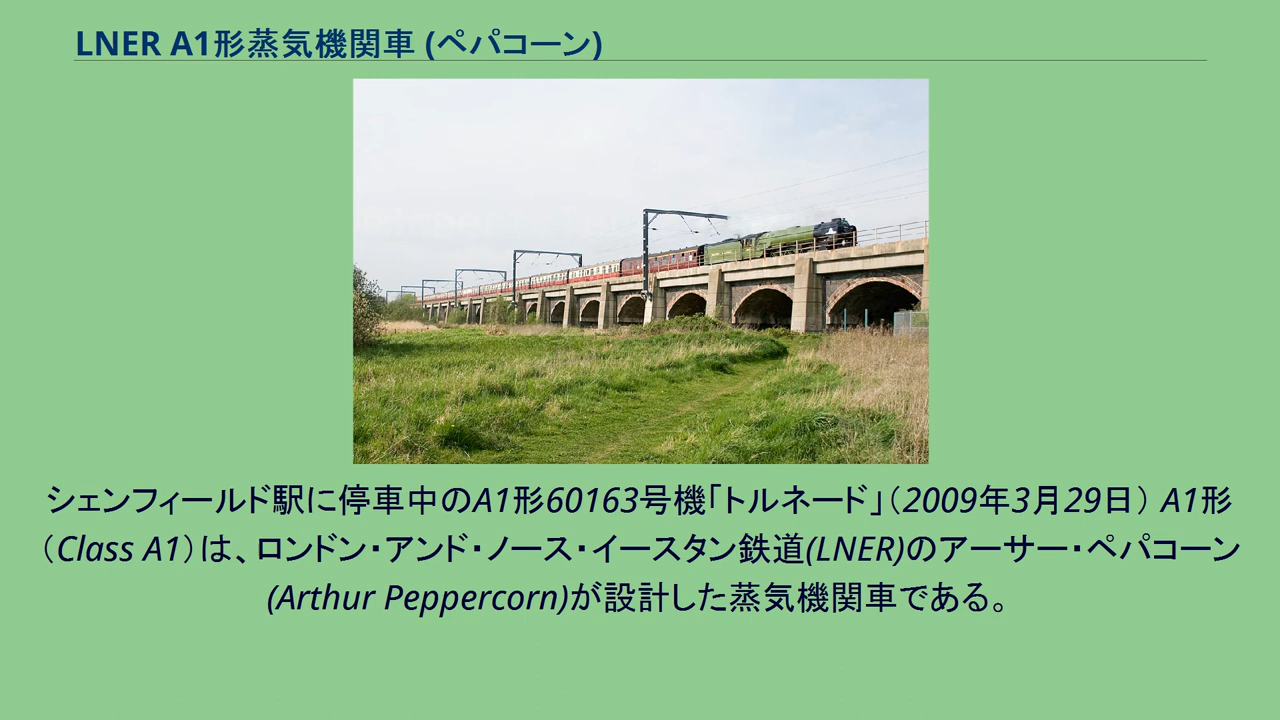 LNER A1形蒸気機関車 (ペパコーン)
シェンフィールド駅に停車中のA1形60163号機｢トルネード｣（2009年3月29日） A1形
（Class A1）は、ロンドン・アンド・ノース・イースタン鉄道(LNER)のアーサー・ペパコーン
(Arthur Peppercorn)が設計した蒸気機関車である。